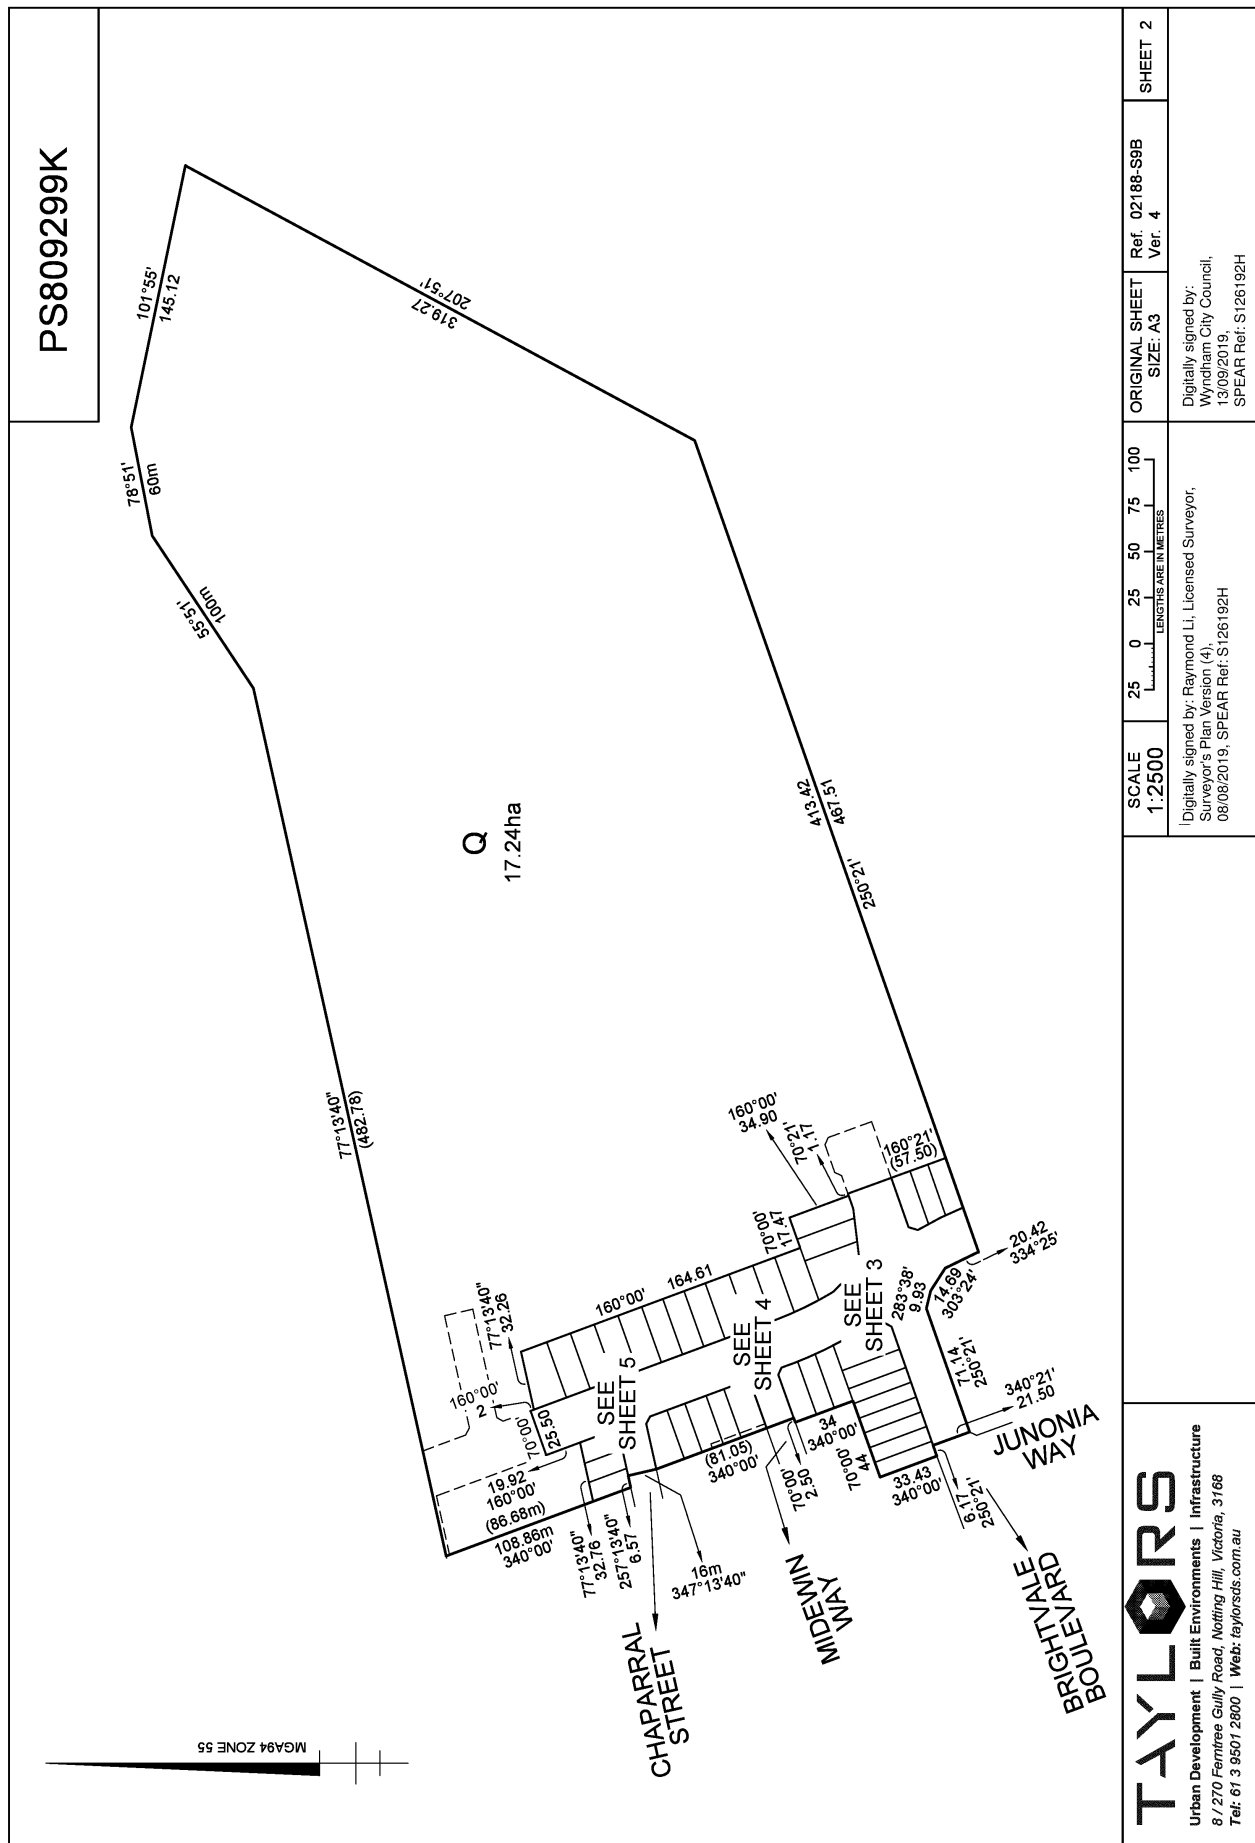 PS809299K
101°55'
145.12
78°51'
60m
55°51'
100m
207°51'
319.27
77°13'40"
(482.78)
Q
17.24ha
413.42
467.51
250°21'
160°00'
34.90
70°21'
1.17
160°21'
(57.50)
70°00'
17.47
164.61
160°00'
77°13'40"
32.26
160°00'
2
70°00'
25.50
19.92
160°00'
(86.68m)
108.86m
340°00'
77°13'40"
32.76
257°13'40"
6.57
16m
347°13'40"
SEE
SHEET 5
SEE
SHEET 4
SEE
SHEET 3
(81.05)
340°00'
70°00'
2.50
34
340°00'
70°00'
44
33.43
340°00'
6.17
250°21'
283°38'
9.93
14.69
303°24'
20.42
334°25'
71.14
250°21'
340°21'
21.50
JUNONIA
WAY
CHAPARRAL
STREET
MIDEWIN
WAY
BRIGHTVALE
BOULEVARD
MGA94 ZONE 55
TAYLORS
Urban Development | Built Environments | Infrastructure
8 / 270 Ferntree Gully Road, Notting Hill, Victoria, 3168
Tel: 61 3 9501 2800 | Web: taylorsds.com.au
SCALE
1:2500
25 0 25 50 75 100
LENGTHS ARE IN METRES
ORIGINAL SHEET
SIZE: A3
Ref. 02188-S9B
Ver. 4
SHEET 2
Digitally signed by: Raymond Li, Licensed Surveyor,
Surveyor's Plan Version (4),
08/08/2019, SPEAR Ref: S126192H
Digitally signed by:
Wyndham City Council,
13/09/2019,
SPEAR Ref: S126192H